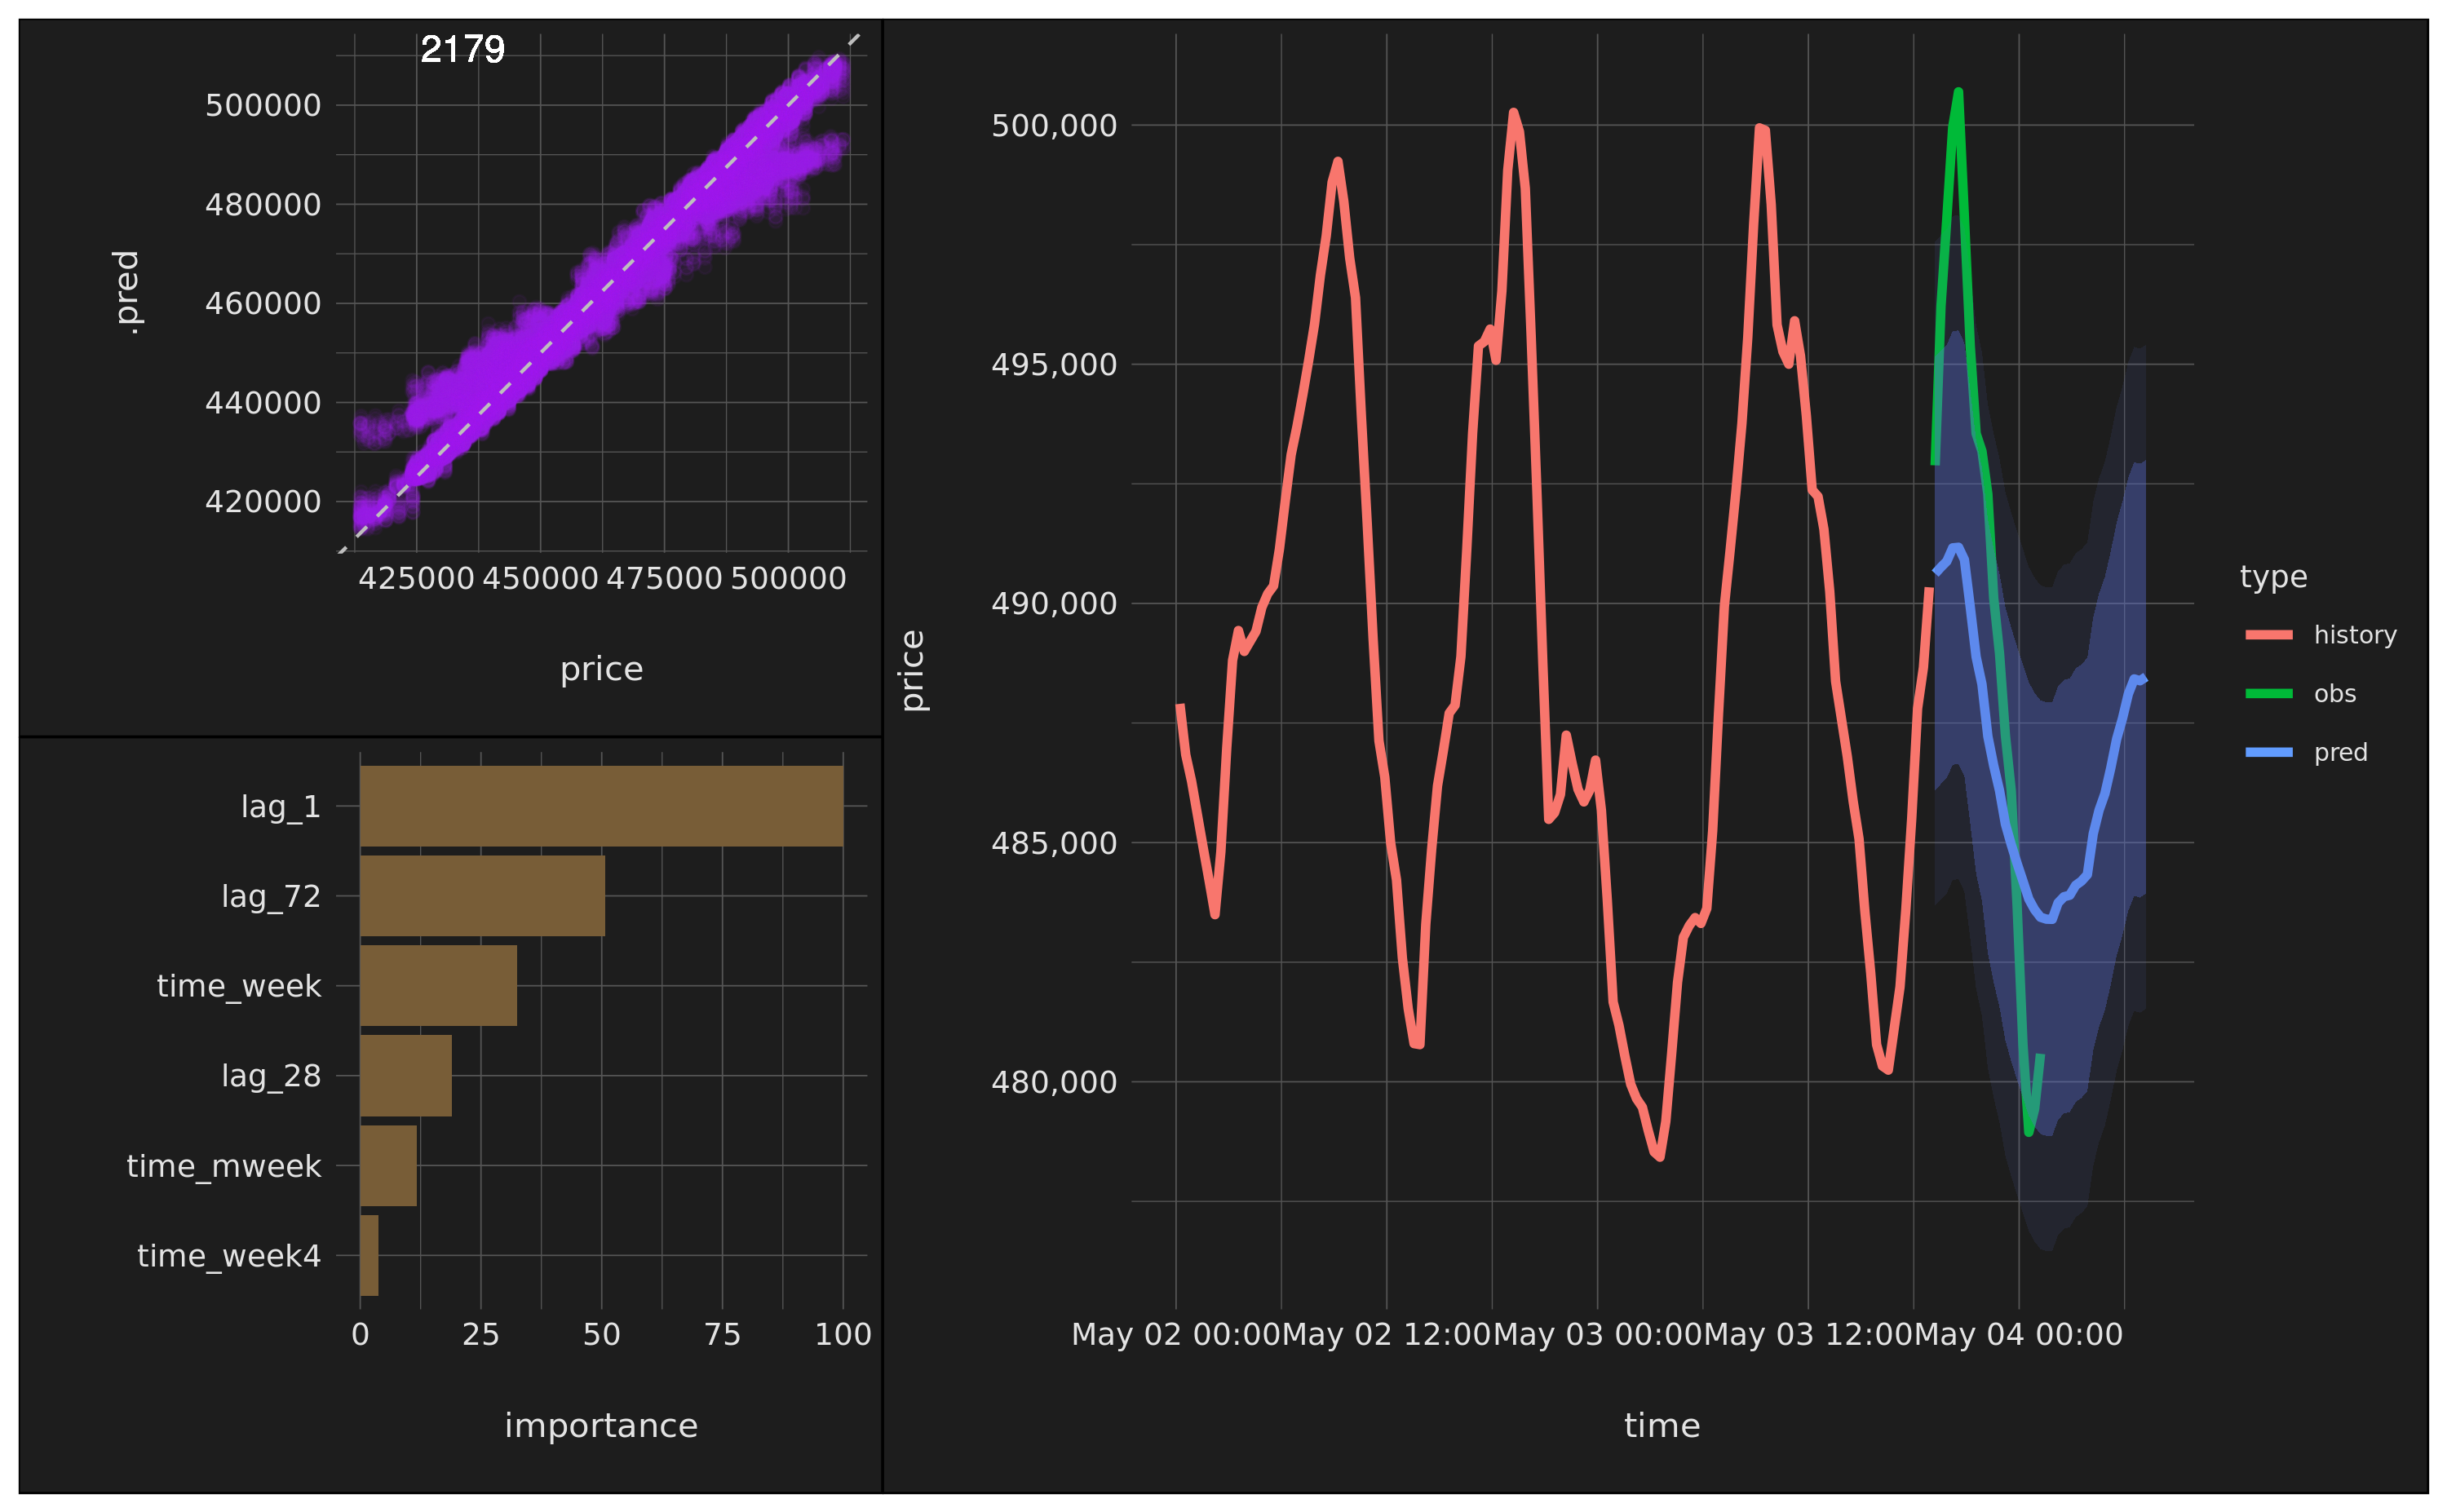 2179
500000
480000
460000
440000
420000
.pred
425000 450000 475000 500000
price
lag_1
lag_72
time_week
lag_28
time_mweek
time_week4
0 25 50 75 100
importance
500,000
495,000
490,000
485,000
480,000
price
May 02 00:00 May 02 12:00 May 03 00:00 May 03 12:00 May 04 00:00
time
type
history
obs
pred